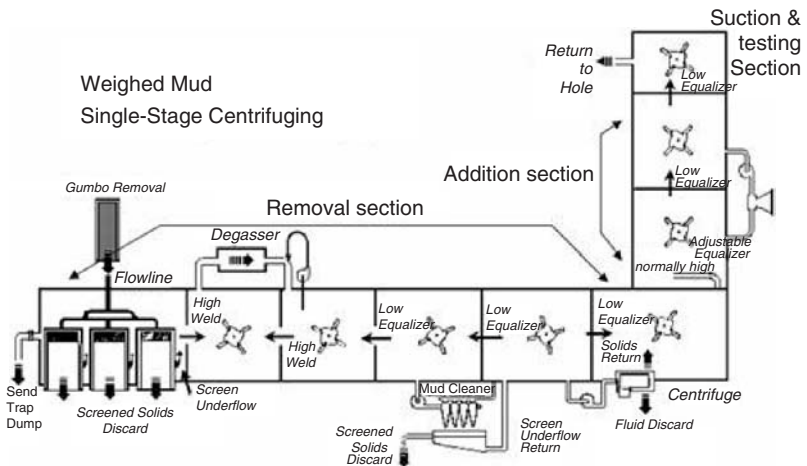 Suction &
testing
Section
Return
to
Hole
Low
Equalizer
Weighed Mud
Single-Stage Centrifuging
Low
Equalizer
Addition section
Gumbo Removal
Removal section
Degasser
Flowline
Adjustable
Equalizer
normally high
High
Weld
High
Weld
Low
Equalizer
Low
Equalizer
Low
Equalizer
Solids
Return
Send
Trap
Dump
Screened Solids
Discard
Screen
Underflow
Mud Cleaner
Screened
Solids
Discard
Screen
Underflow
Return
Centrifuge
Fluid Discard